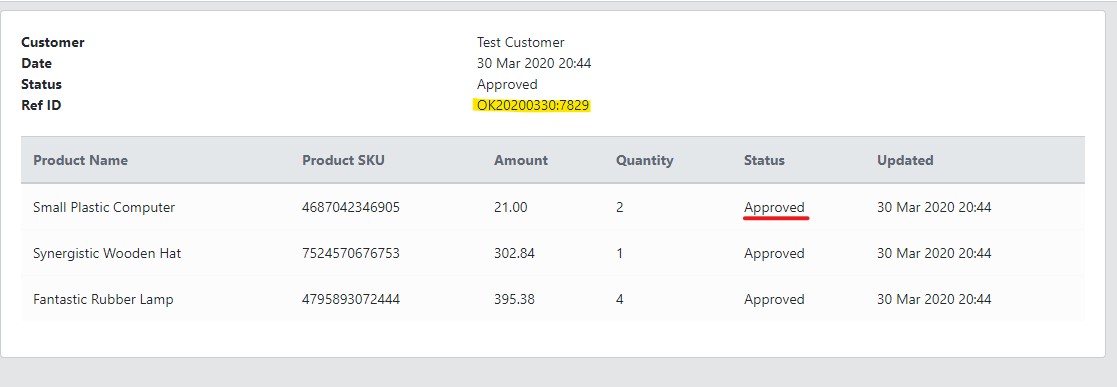 Customer Test Customer
Date 30 Mar 2020 20:44
Status Approved
Ref ID OK20200330:7829
Product Name Product SKU Amount Quantity Status Updated
Small Plastic Computer 4687042346905 21.00 2 Approved 30 Mar 2020 20:44
Synergistic Wooden Hat 7524570676753 302.84 1 Approved 30 Mar 2020 20:44
Fantastic Rubber Lamp 4795893072444 395.38 4 Approved 30 Mar 2020 20:44